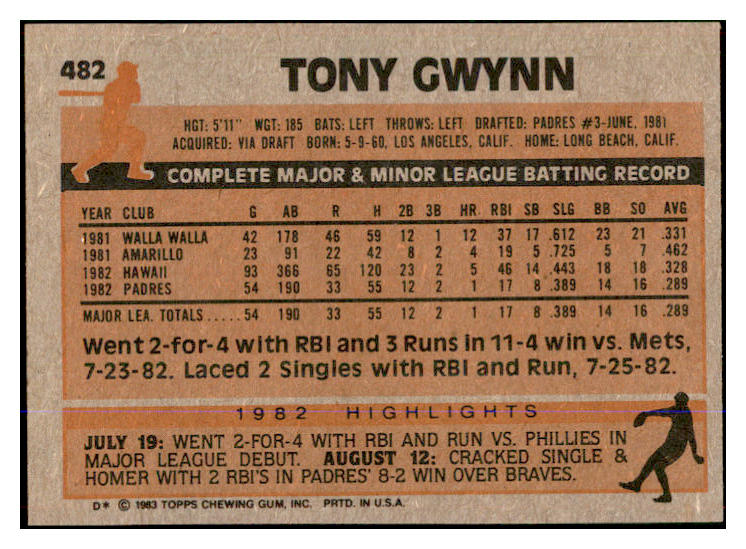 482 TONY GWYNN
HGT: 5'11" WGT: 185 BATS: LEFT THROWS: LEFT DRAFTED: PADRES #3-JUNE, 1981
ACQUIRED: VIA DRAFT BORN: 5-9-60, LOS ANGELES, CALIF. HOME: LONG BEACH, CALIF.
COMPLETE MAJOR & MINOR LEAGUE BATTING RECORD
YEAR CLUB G AB R H 2B 3B HR RBI SB SLG BB SO AVG
1981 WALLA WALLA 42 178 46 59 12 1 12 37 17 .612 23 21 .331
1981 AMARILLO 23 91 22 42 8 2 4 19 5 .725 5 7 .462
1982 HAWAII 93 366 65 120 23 2 5 46 14 .443 18 18 .328
1982 PADRES 54 190 33 55 12 2 1 17 8 .389 14 16 .289
MAJOR LEA. TOTALS ..... 54 190 33 55 12 2 1 17 8 .389 14 16 .289
Went 2-for-4 with RBI and 3 Runs in 11-4 win vs. Mets,
7-23-82. Laced 2 Singles with RBI and Run, 7-25-82.
1982 HIGHLIGHTS
JULY 19: WENT 2-FOR-4 WITH RBI AND RUN VS. PHILLIES IN
MAJOR LEAGUE DEBUT. AUGUST 12: CRACKED SINGLE &
HOMER WITH 2 RBI'S IN PADRES' 8-2 WIN OVER BRAVES.
D* © 1983 TOPPS CHEWING GUM, INC. PRTD. IN U.S.A.